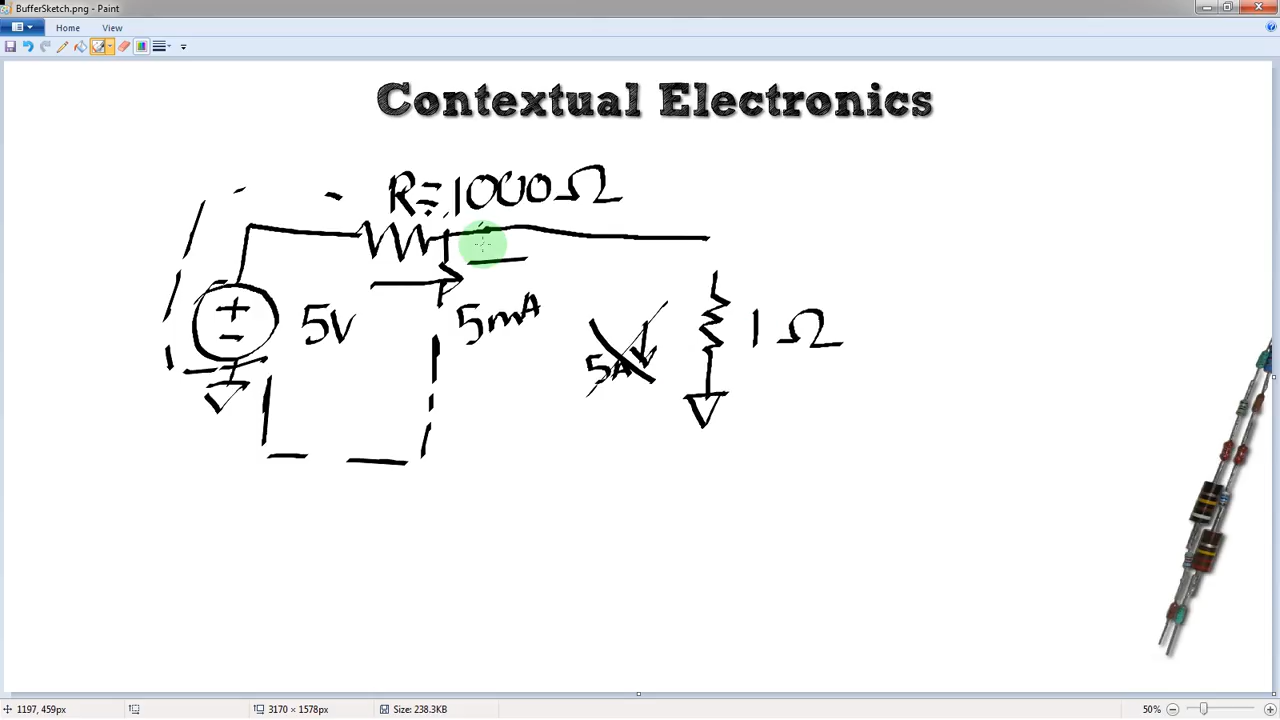 BufferSketch.png - Paint
Home View
Contextual Electronics
R=1000Ω
+
-
5V
5mA
5A
1Ω
1197, 459px
3170 × 1578px
Size: 238.3KB
50%